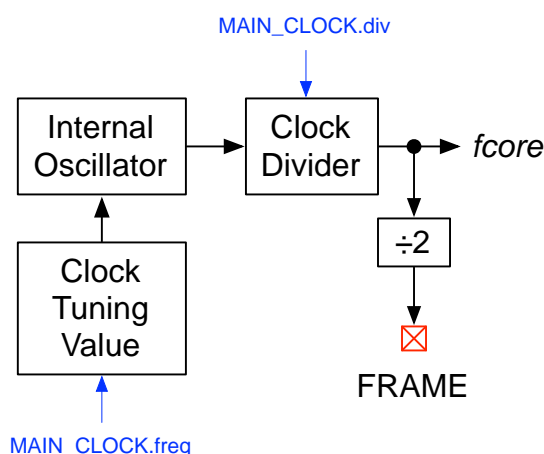 MAIN_CLOCK.div
Internal
Oscillator
Clock
Divider
fcore
Clock
Tuning
Value
÷2
FRAME
MAIN_CLOCK.freq